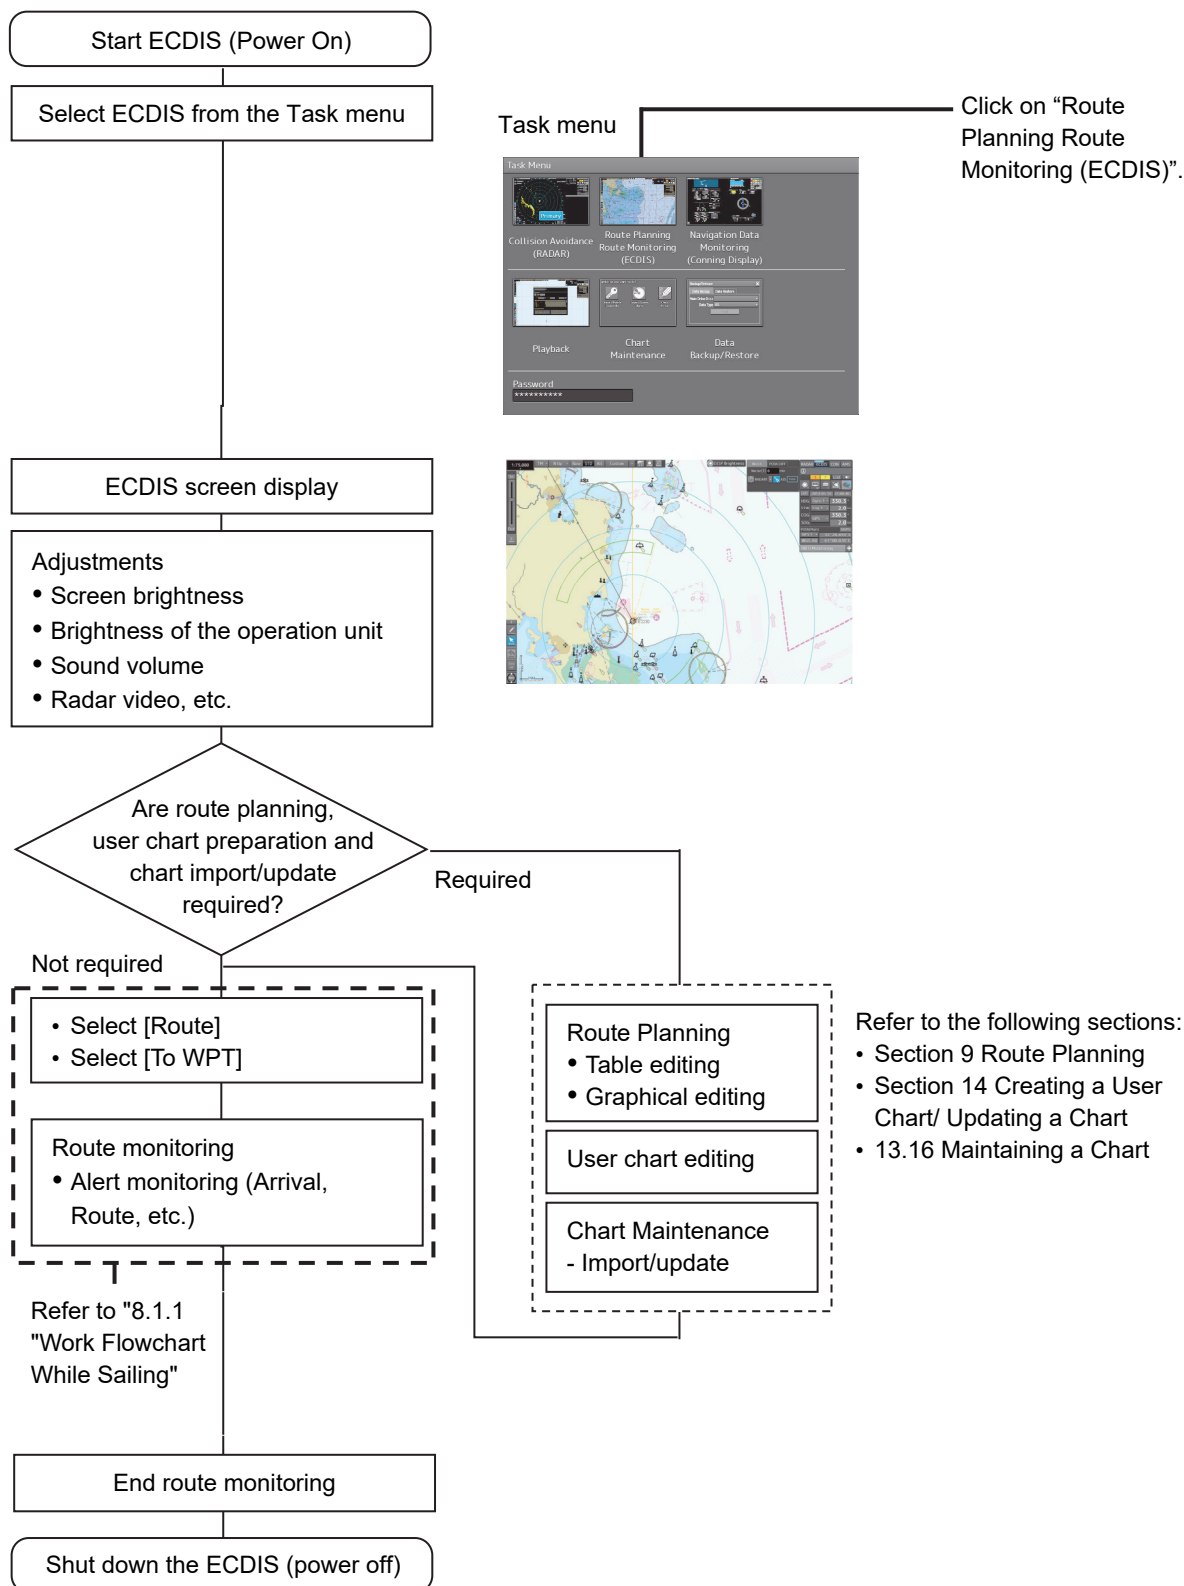 Start ECDIS (Power On)
Select ECDIS from the Task menu
Task menu
Click on “Route
Planning Route
Monitoring (ECDIS)”.
Task Menu
Primary
Collision Avoidance
(RADAR)
Route Planning
Route Monitoring
(ECDIS)
Navigation Data
Monitoring
(Conning Display)
Playback
Chart
Maintenance
Data
Backup/Restore
Password
**********
ECDIS screen display
1:75,000
Adjustments
• Screen brightness
• Brightness of the operation unit
• Sound volume
• Radar video, etc.
Are route planning,
user chart preparation and
chart import/update
required?
Required
Not required
• Select [Route]
• Select [To WPT]
Route monitoring
• Alert monitoring (Arrival,
Route, etc.)
Refer to "8.1.1
"Work Flowchart
While Sailing"
Route Planning
• Table editing
• Graphical editing
User chart editing
Chart Maintenance
- Import/update
Refer to the following sections:
• Section 9 Route Planning
• Section 14 Creating a User
Chart/ Updating a Chart
• 13.16 Maintaining a Chart
End route monitoring
Shut down the ECDIS (power off)